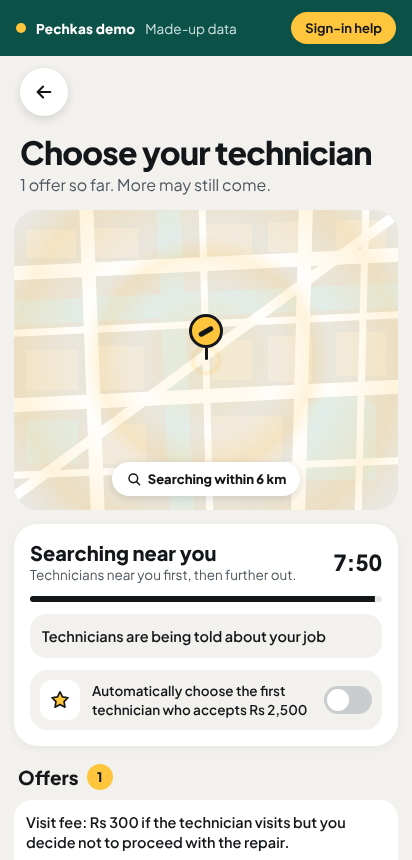 Pechkas demo Made-up data Sign-in help
Choose your technician
1 offer so far. More may still come.
Searching within 6 km
Searching near you
7:50
Technicians near you first, then further out.
Technicians are being told about your job
Automatically choose the first
technician who accepts Rs 2,500
Offers 1
Visit fee: Rs 300 if the technician visits but you
decide not to proceed with the repair.